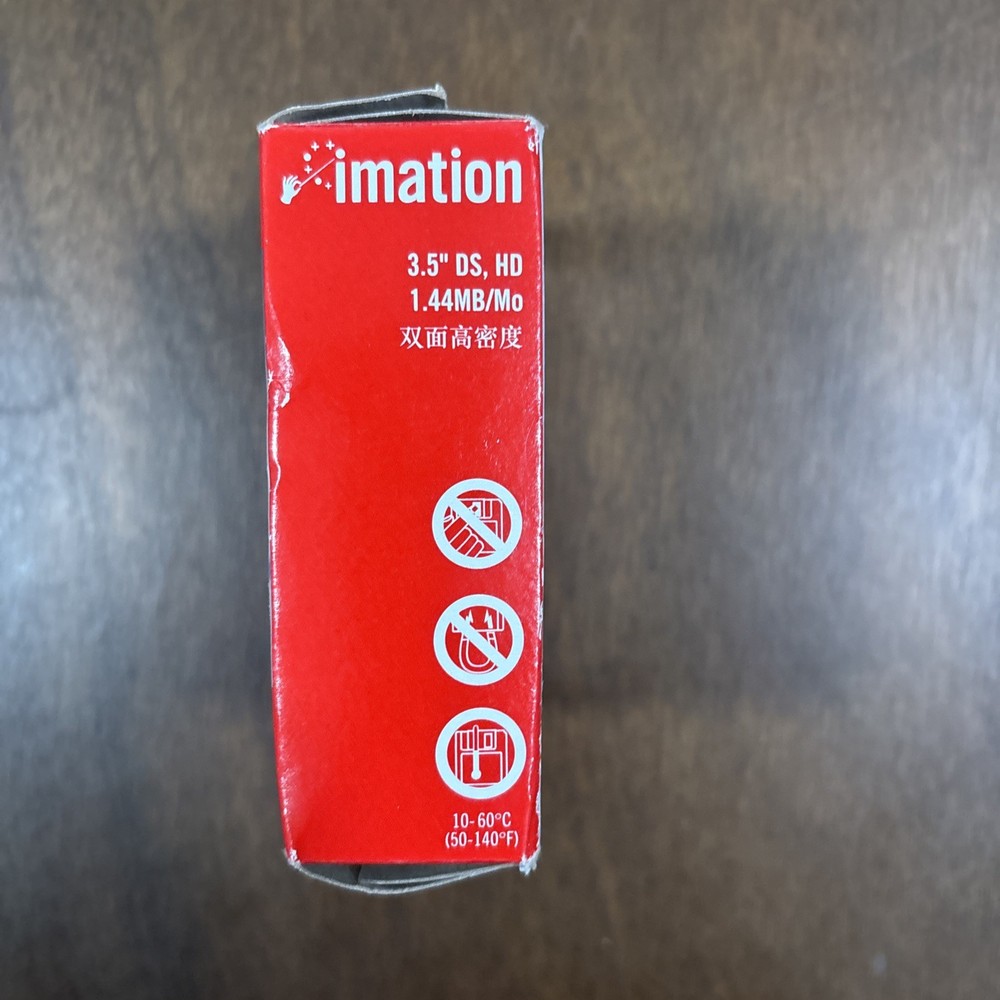 imation
3.5" DS, HD
1.44MB/Mo
双面高密度
10-60°C
(50-140°F)